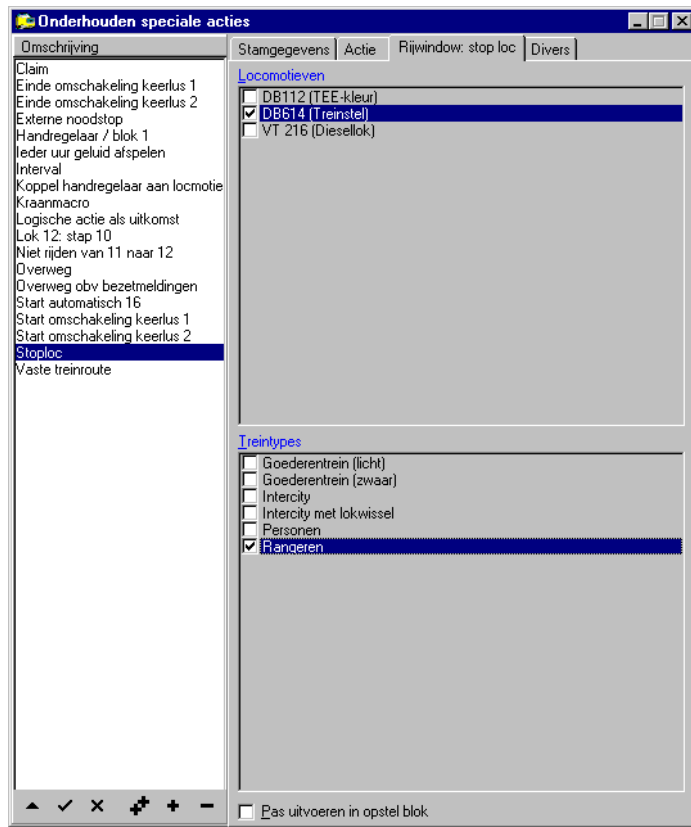 Onderhouden speciale acties
Omschrijving
Claim
Einde omschakeling keerlus 1
Einde omschakeling keerlus 2
Externe noodstop
Handregelaar / blok 1
Ieder uur geluid afspelen
Interval
Koppel handregelaar aan locmotie
Kraanmacro
Logische actie als uitkomst
Lok 12: stap 10
Niet rijden van 11 naar 12
Overweg
Overweg obv bezetmeldingen
Start automatisch 16
Start omschakeling keerlus 1
Start omschakeling keerlus 2
Stoploc
Vaste treinroute
Stamgegevens Actie Rijwindow: stop loc Divers
Locomotieven
DB112 (TEE-kleur)
DB614 (Treinstel)
VT 216 (Diesellok)
Treintypes
Goederentrein (licht)
Goederentrein (zwaar)
Intercity
Intercity met lokwissel
Personen
Rangeren
Pas uitvoeren in opstel blok